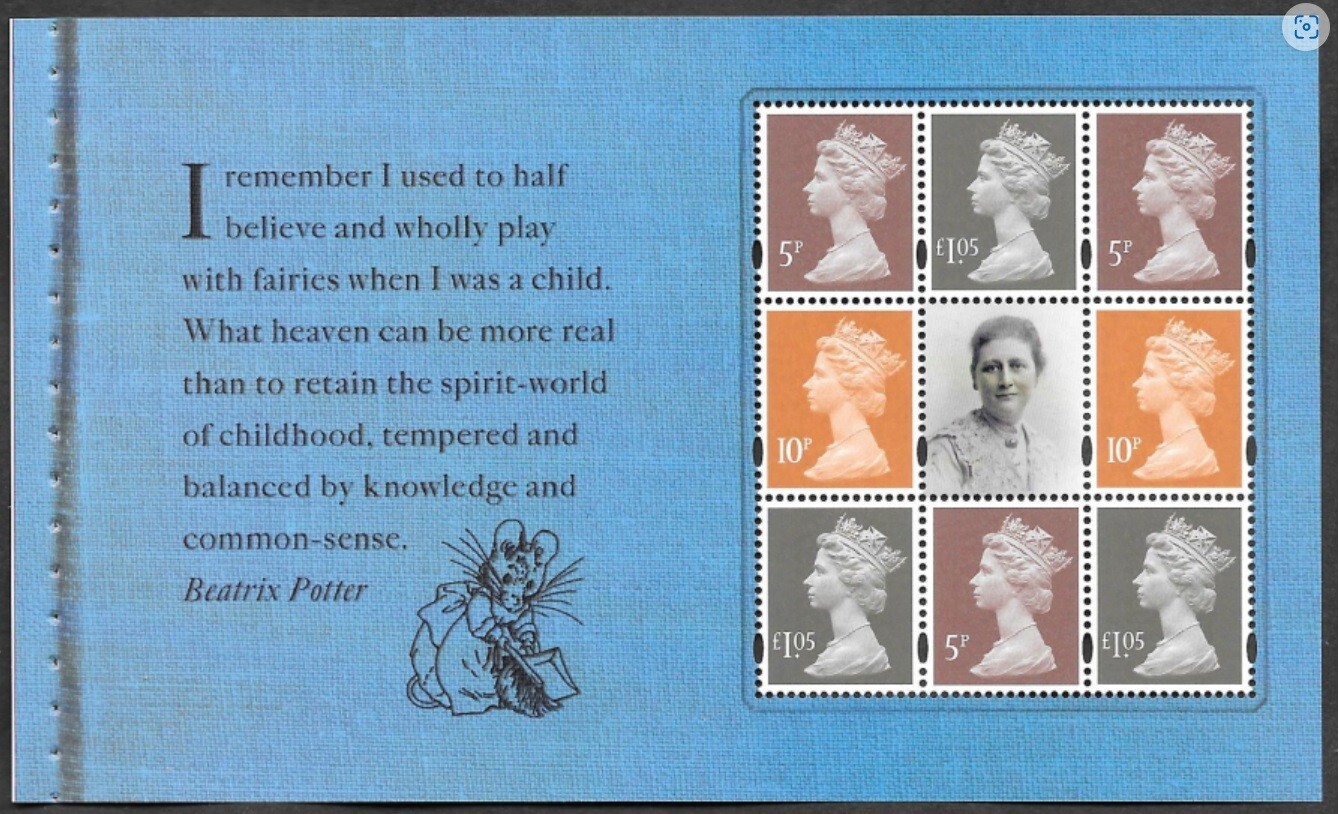 I remember I used to half
believe and wholly play
with fairies when I was a child.
What heaven can be more real
than to retain the spirit-world
of childhood, tempered and
balanced by knowledge and
common-sense.
Beatrix Potter
5P
£1.05
5P
10P
10P
£1.05
5P
£1.05